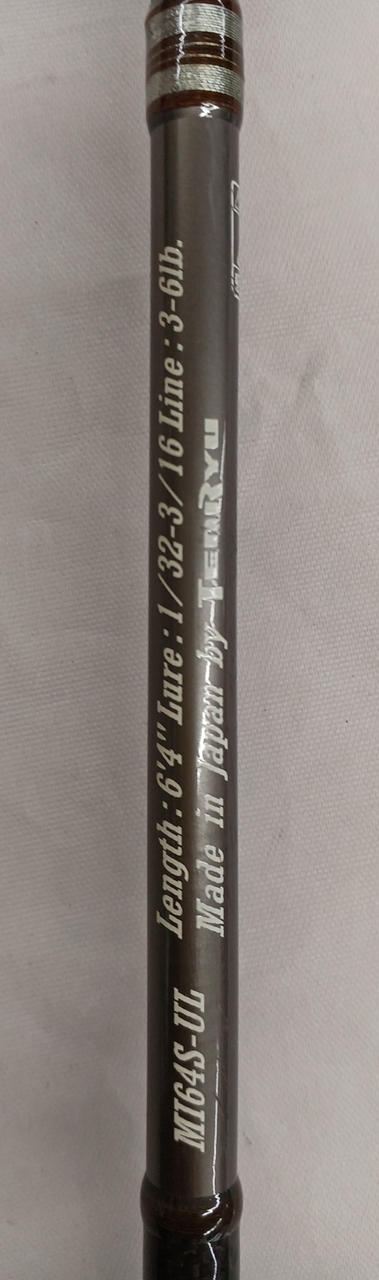 MI64S-UL
Length : 6'4" Lure : 1/32-3/16 Line : 3-6lb.
Made in Japan by TENRYU